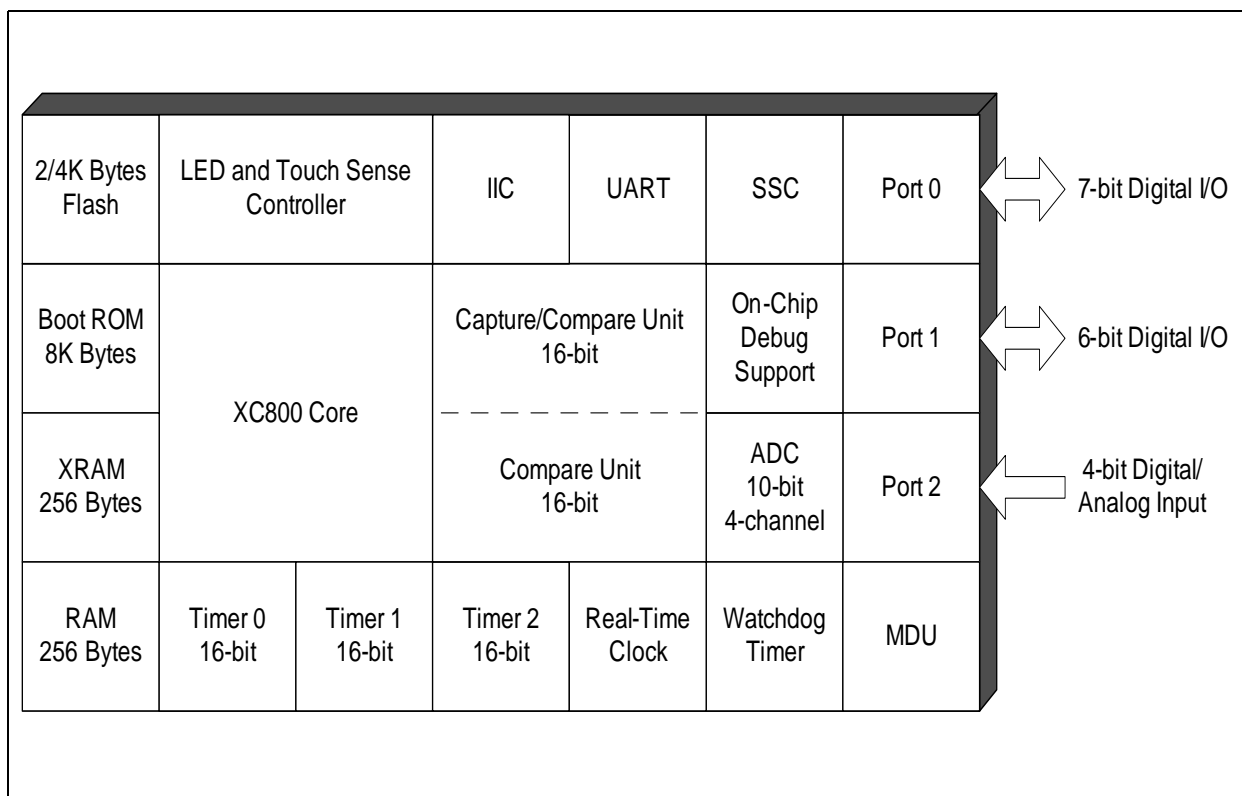 2/4K Bytes
Flash
LED and Touch Sense
Controller
IIC
UART
SSC
Port 0
7-bit Digital I/O
Boot ROM
8K Bytes
XC800 Core
Capture/Compare Unit
16-bit
On-Chip
Debug
Support
Port 1
6-bit Digital I/O
XRAM
256 Bytes
Compare Unit
16-bit
ADC
10-bit
4-channel
Port 2
4-bit Digital/
Analog Input
RAM
256 Bytes
Timer 0
16-bit
Timer 1
16-bit
Timer 2
16-bit
Real-Time
Clock
Watchdog
Timer
MDU